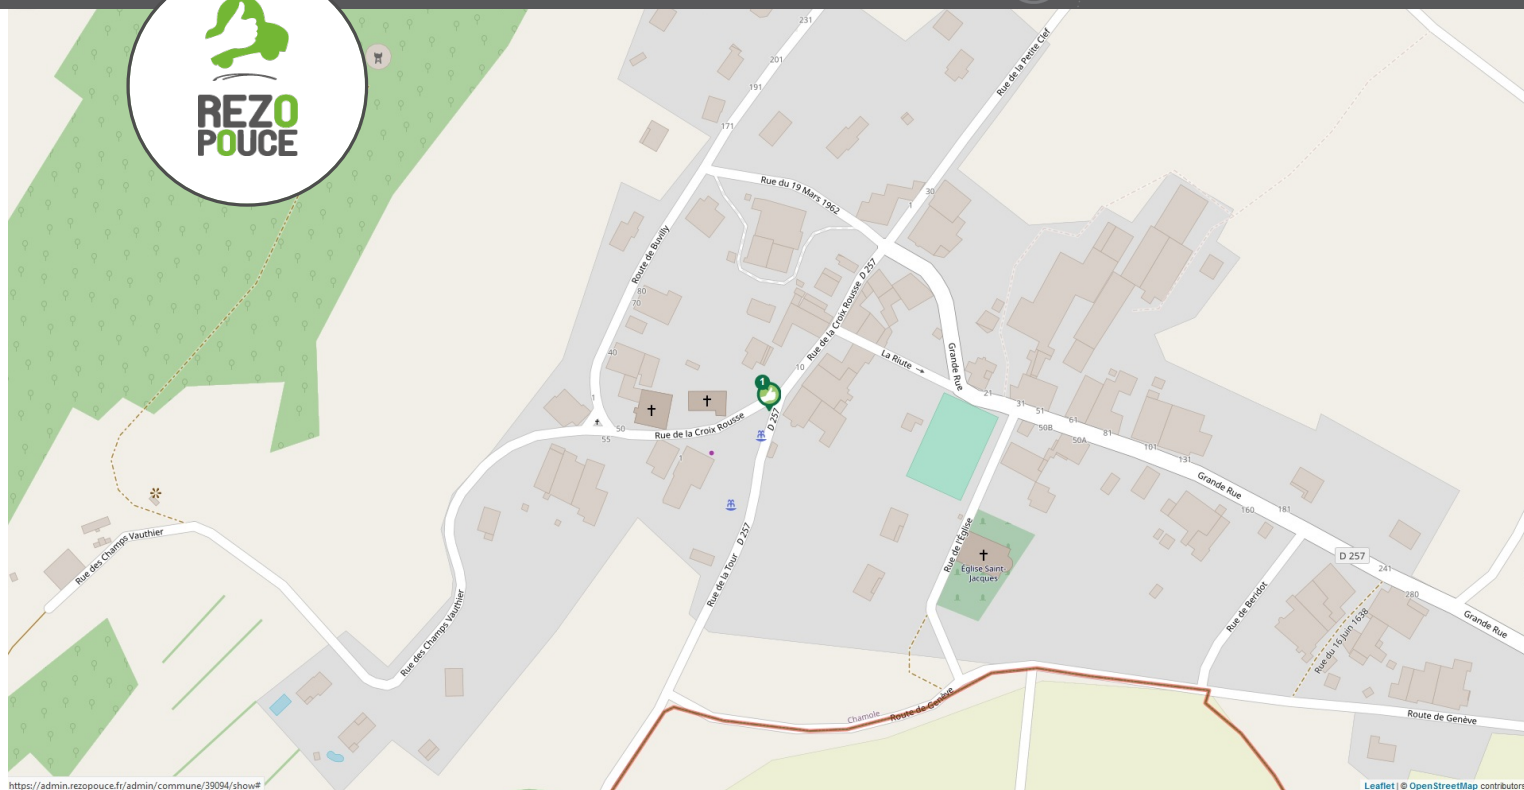 REZO
POUCE
231
201
191
171
Rue de la Petite Clef
Rue du 19 Mars 1962
30
1
Route de Buvilly
80
70
40
1
D 257
Rue de la Croix Rousse
La Riute →
Grande Rue
10
1
50
55
Rue de la Croix Rousse
D 257
1
21
31
51
61
81
101
131
50B
50A
Grande Rue
160
181
D 257
241
280
Grande Rue
Rue de l'Église
Église Saint-
Jacques
D 257
Rue de la Tour
Rue des Champs Vauthier
Rue des Champs Vauthier
Rue de Beridot
Rue du 16 Juin 1638
Chamole
Route de Genève
Route de Genève
https://admin.rezopouce.fr/admin/commune/39094/show#
Leaflet | © OpenStreetMap contributors